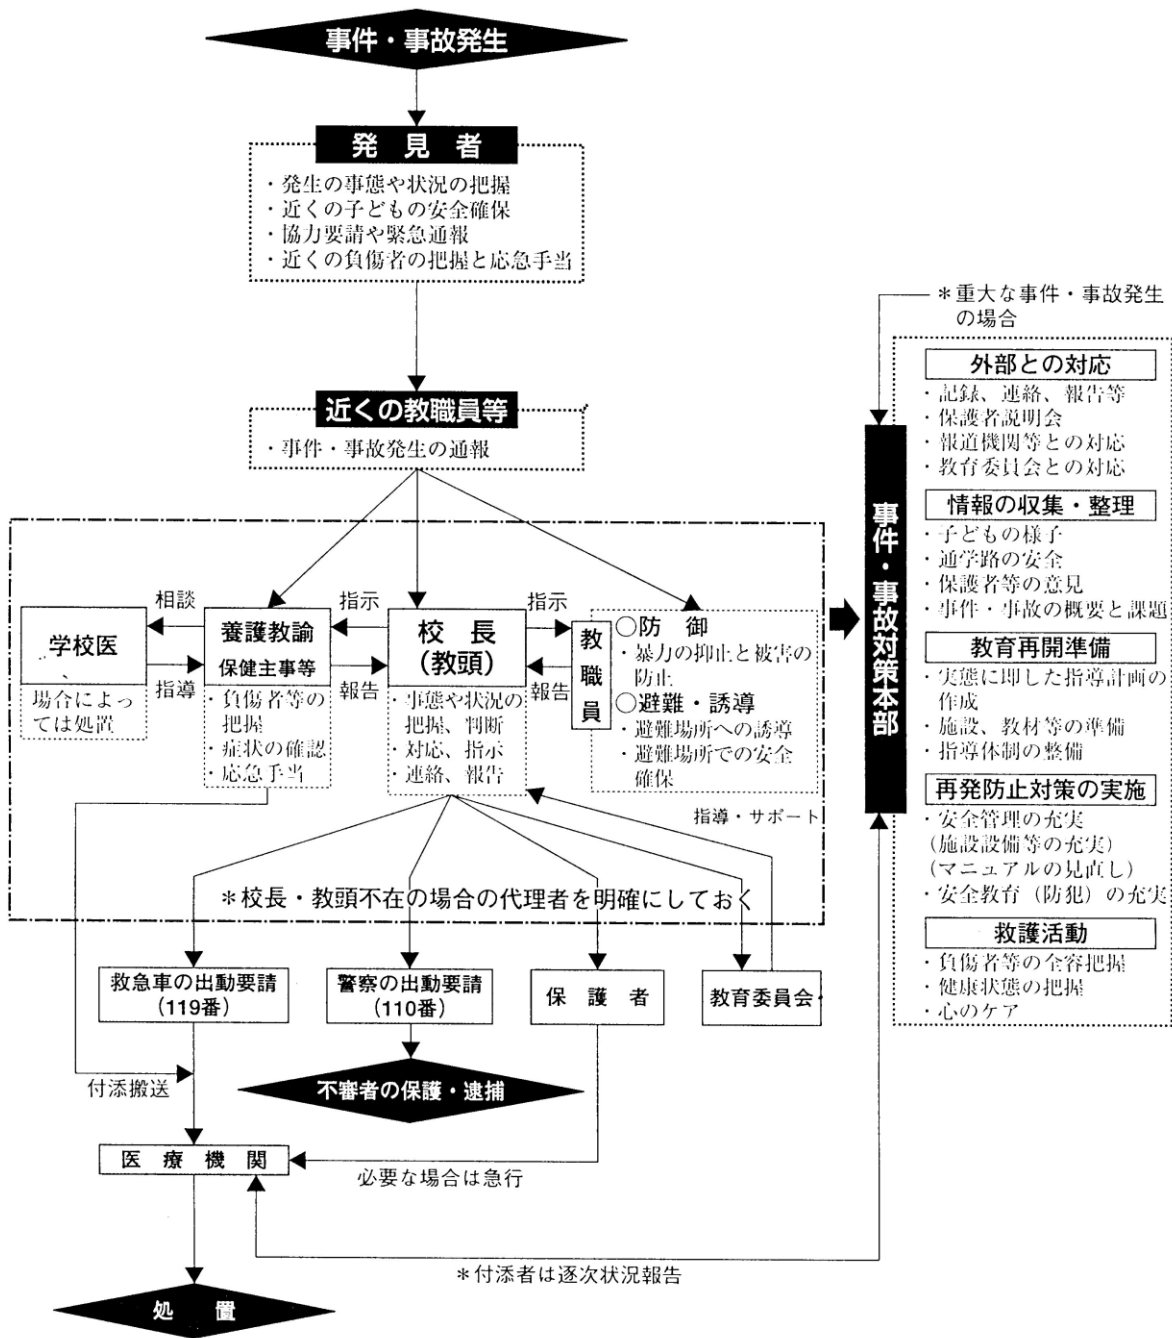 事件・事故発生
発見者
・発生の事態や状況の把握
・近くの子どもの安全確保
・協力要請や緊急通報
・近くの負傷者の把握と応急手当
近くの教職員等
・事件・事故発生の通報
学校医
場合によっ
ては処置
相談
指導
養護教諭
保健主事等
・負傷者等の
把握
・症状の確認
・応急手当
指示
報告
校長
(教頭)
・事態や状況の
把握、判断
・対応、指示
・連絡、報告
指示
報告
教職員
○防御
・暴力の抑止と被害の
防止
○避難・誘導
・避難場所への誘導
・避難場所での安全
確保
指導・サポート
*校長・教頭不在の場合の代理者を明確にしておく
救急車の出動要請
(119番)
警察の出動要請
(110番)
保護者
教育委員会
付添搬送
不審者の保護・逮捕
医療機関
必要な場合は急行
*付添者は逐次状況報告
処置
*重大な事件・事故発生
の場合
事件・事故対策本部
外部との対応
・記録、連絡、報告等
・保護者説明会
・報道機関等との対応
・教育委員会との対応
情報の収集・整理
・子どもの様子
・通学路の安全
・保護者等の意見
・事件・事故の概要と課題
教育再開準備
・実態に即した指導計画の
作成
・施設、教材等の準備
・指導体制の整備
再発防止対策の実施
・安全管理の充実
(施設設備等の充実)
(マニュアルの見直し)
・安全教育(防犯)の充実
救護活動
・負傷者等の全容把握
・健康状態の把握
・心のケア